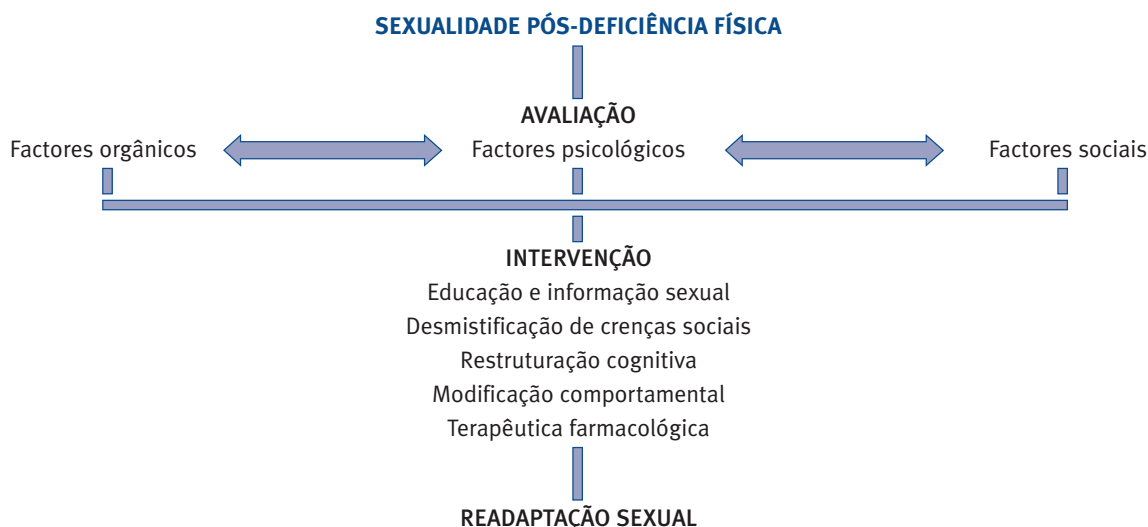 SEXUALIDADE PÓS-DEFICIÊNCIA FÍSICA
AVALIAÇÃO
Factores orgânicos Factores psicológicos Factores sociais
INTERVENÇÃO
Educação e informação sexual
Desmistificação de crenças sociais
Restruturação cognitiva
Modificação comportamental
Terapêutica farmacológica
READAPTAÇÃO SEXUAL